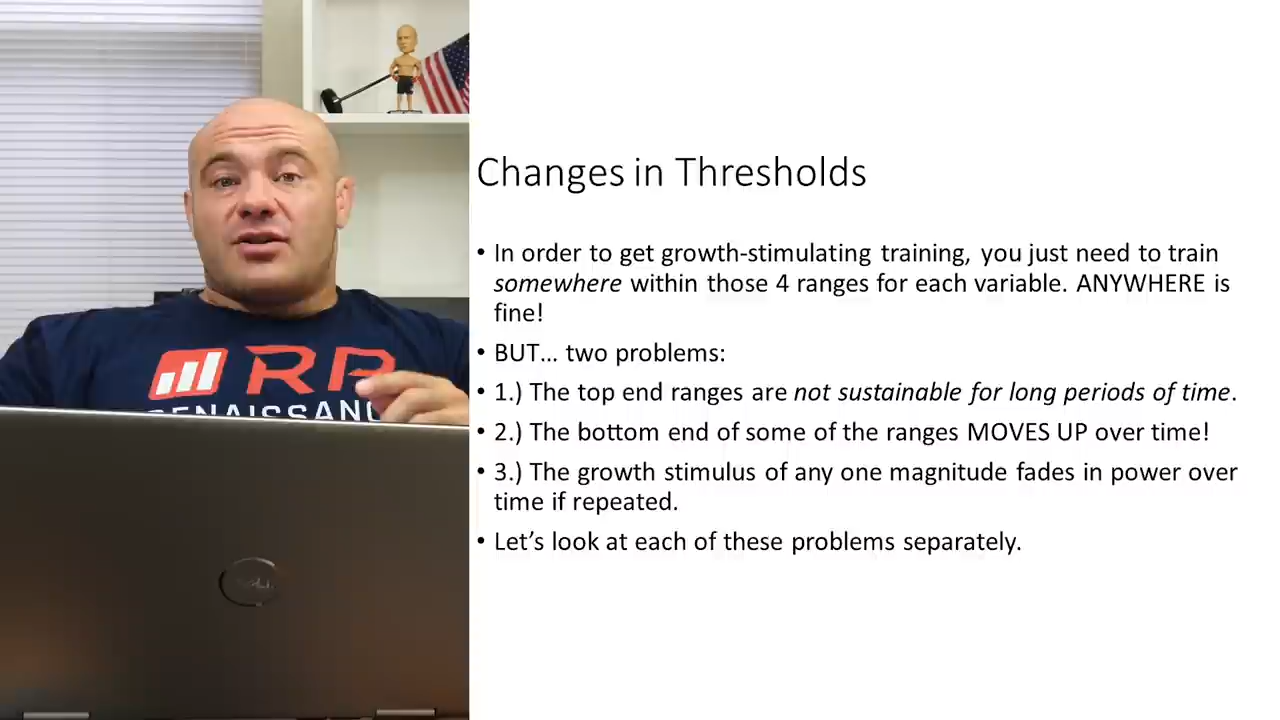 RP
RENAISSANC
DELL
Changes in Thresholds
• In order to get growth-stimulating training, you just need to train
somewhere within those 4 ranges for each variable. ANYWHERE is
fine!
• BUT… two problems:
• 1.) The top end ranges are not sustainable for long periods of time.
• 2.) The bottom end of some of the ranges MOVES UP over time!
• 3.) The growth stimulus of any one magnitude fades in power over
time if repeated.
• Let’s look at each of these problems separately.